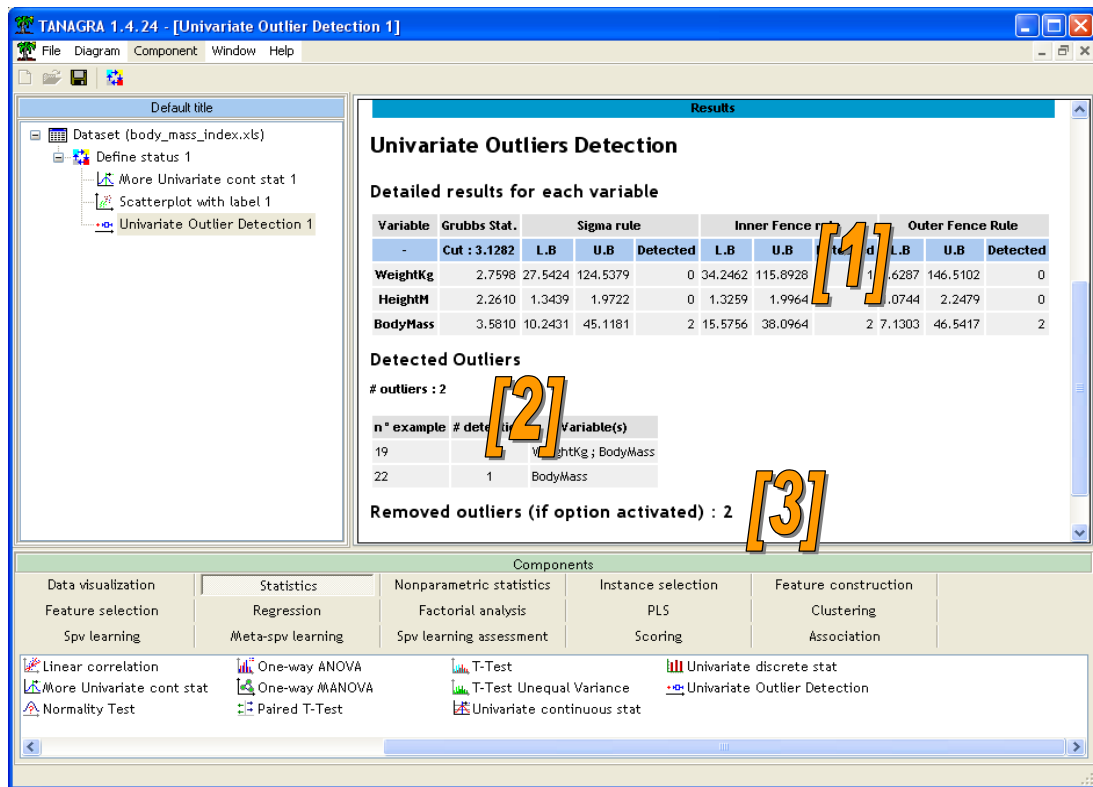 TANAGRA 1.4.24 - [Univariate Outlier Detection 1]
File Diagram Component Window Help
Default title
Dataset (body_mass_index.xls)
Define status 1
More Univariate cont stat 1
Scatterplot with label 1
Univariate Outlier Detection 1
Results
Univariate Outliers Detection
Detailed results for each variable
Variable Grubbs Stat. Sigma rule Inner Fence Outer Fence Rule
- Cut : 3.1282 L.B U.B Detected L.B U.B L.B U.B Detected
WeightKg 2.7598 27.5424 124.5379 0 34.2462 115.8928 1 .6287 146.5102 0
HeightM 2.2610 1.3439 1.9722 0 1.3259 1.9964 .0744 2.2479 0
BodyMass 3.5810 10.2431 45.1181 2 15.5756 38.0964 2 7.1303 46.5417 2
[1]
Detected Outliers
# outliers : 2
[2]
n° example # Variable(s)
19 ; BodyMass
22 1 BodyMass
Removed outliers (if option activated) : 2
[3]
Components
Data visualization Statistics Nonparametric statistics Instance selection Feature construction
Feature selection Regression Factorial analysis PLS Clustering
Spv learning Meta-spv learning Spv learning assessment Scoring Association
Linear correlation One-way ANOVA T-Test Univariate discrete stat
More Univariate cont stat One-way MANOVA T-Test Unequal Variance Univariate Outlier Detection
Normality Test Paired T-Test Univariate continuous stat